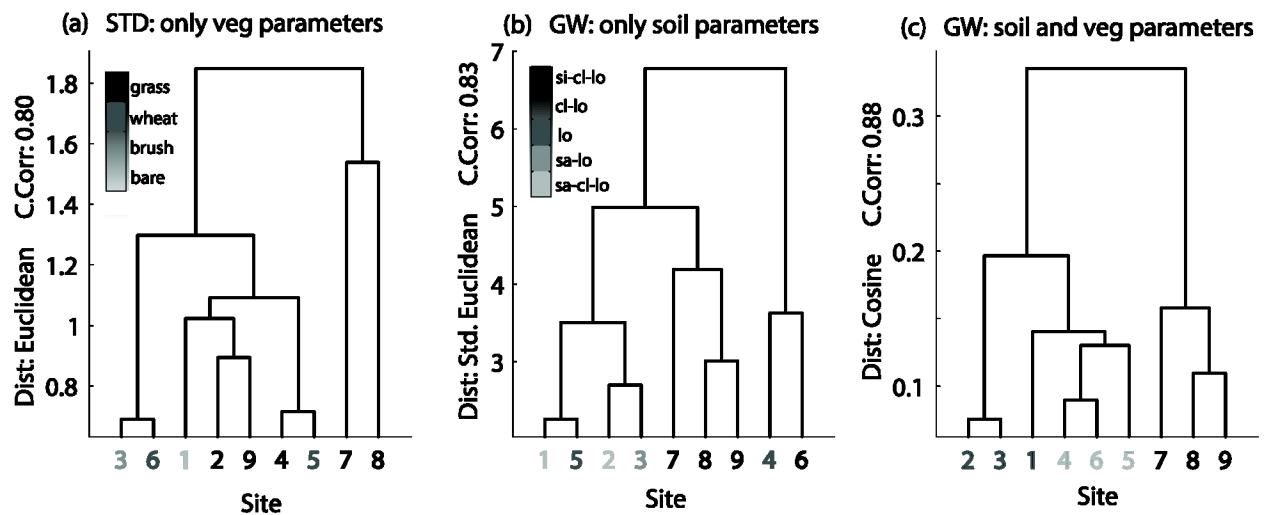 (a) STD: only veg parameters
Dist: Euclidean C.Corr: 0.80
1.8
1.6
1.4
1.2
1
0.8
grass
wheat
brush
bare
3 6 1 2 9 4 5 7 8
Site
(b) GW: only soil parameters
Dist: Std. Euclidean C.Corr: 0.83
7
6
5
4
3
si-cl-lo
cl-lo
lo
sa-lo
sa-cl-lo
1 5 2 3 7 8 9 4 6
Site
(c) GW: soil and veg parameters
Dist: Cosine C.Corr: 0.88
0.3
0.2
0.1
2 3 1 4 6 5 7 8 9
Site